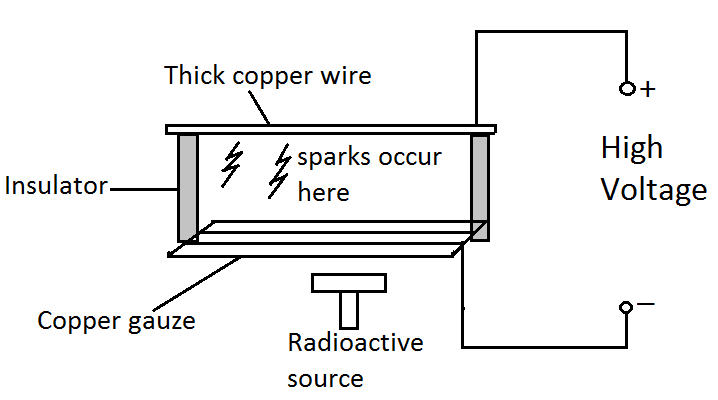 Thick copper wire
+
sparks occur
here
High
Voltage
Insulator
Copper gauze
–
Radioactive
source